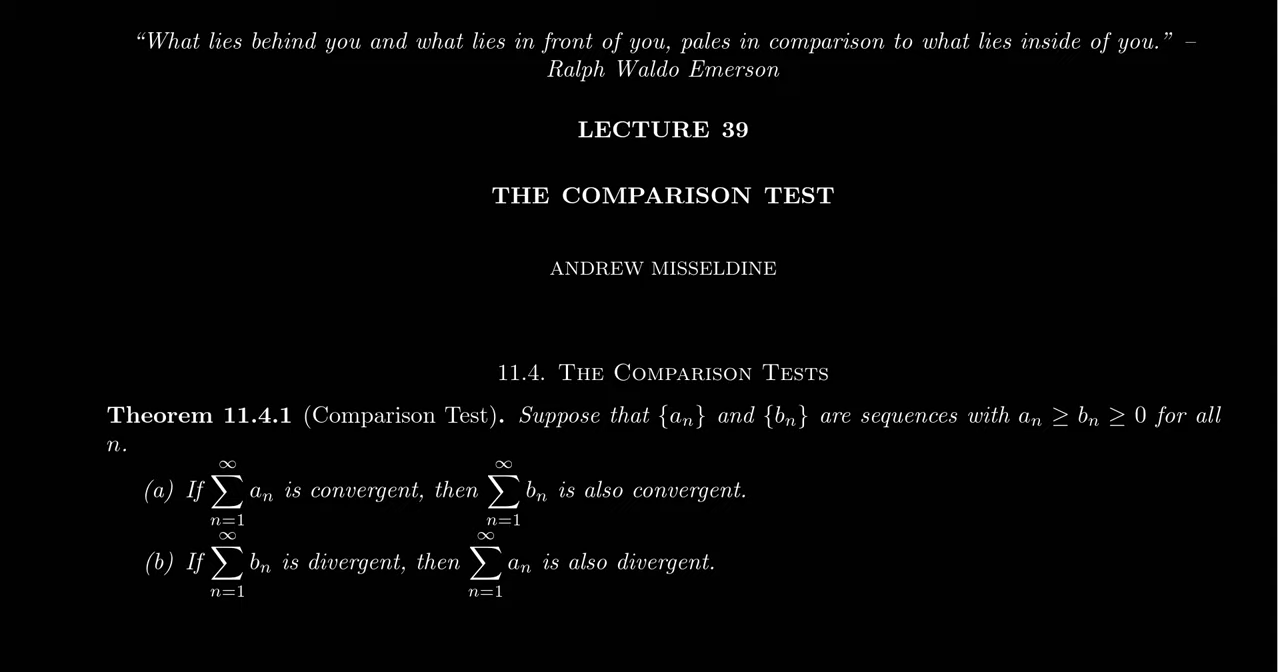 “What lies behind you and what lies in front of you, pales in comparison to what lies inside of you.” –
Ralph Waldo Emerson
LECTURE 39
THE COMPARISON TEST
ANDREW MISSELDINE
11.4. The Comparison Tests
Theorem 11.4.1 (Comparison Test). Suppose that {aₙ} and {bₙ} are sequences with aₙ ≥ bₙ ≥ 0 for all
n.
(a) If ∑_{n=1}^{∞} aₙ is convergent, then ∑_{n=1}^{∞} bₙ is also convergent.
(b) If ∑_{n=1}^{∞} bₙ is divergent, then ∑_{n=1}^{∞} aₙ is also divergent.